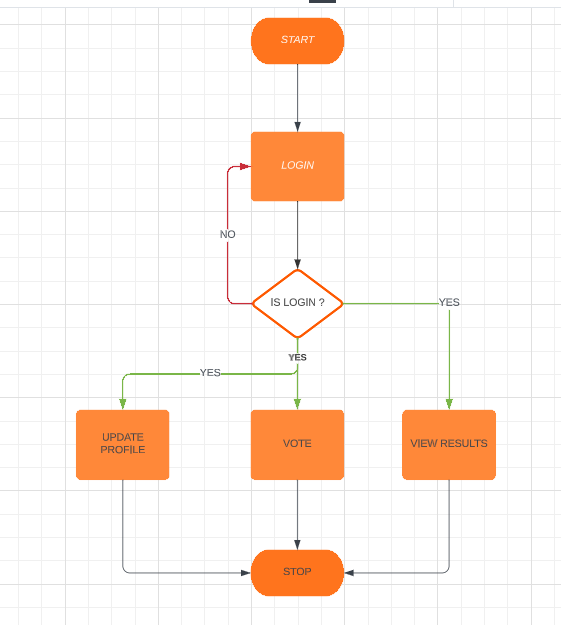 START
LOGIN
NO
IS LOGIN ?
YES
YES
YES
UPDATE
PROFILE
VOTE
VIEW RESULTS
STOP